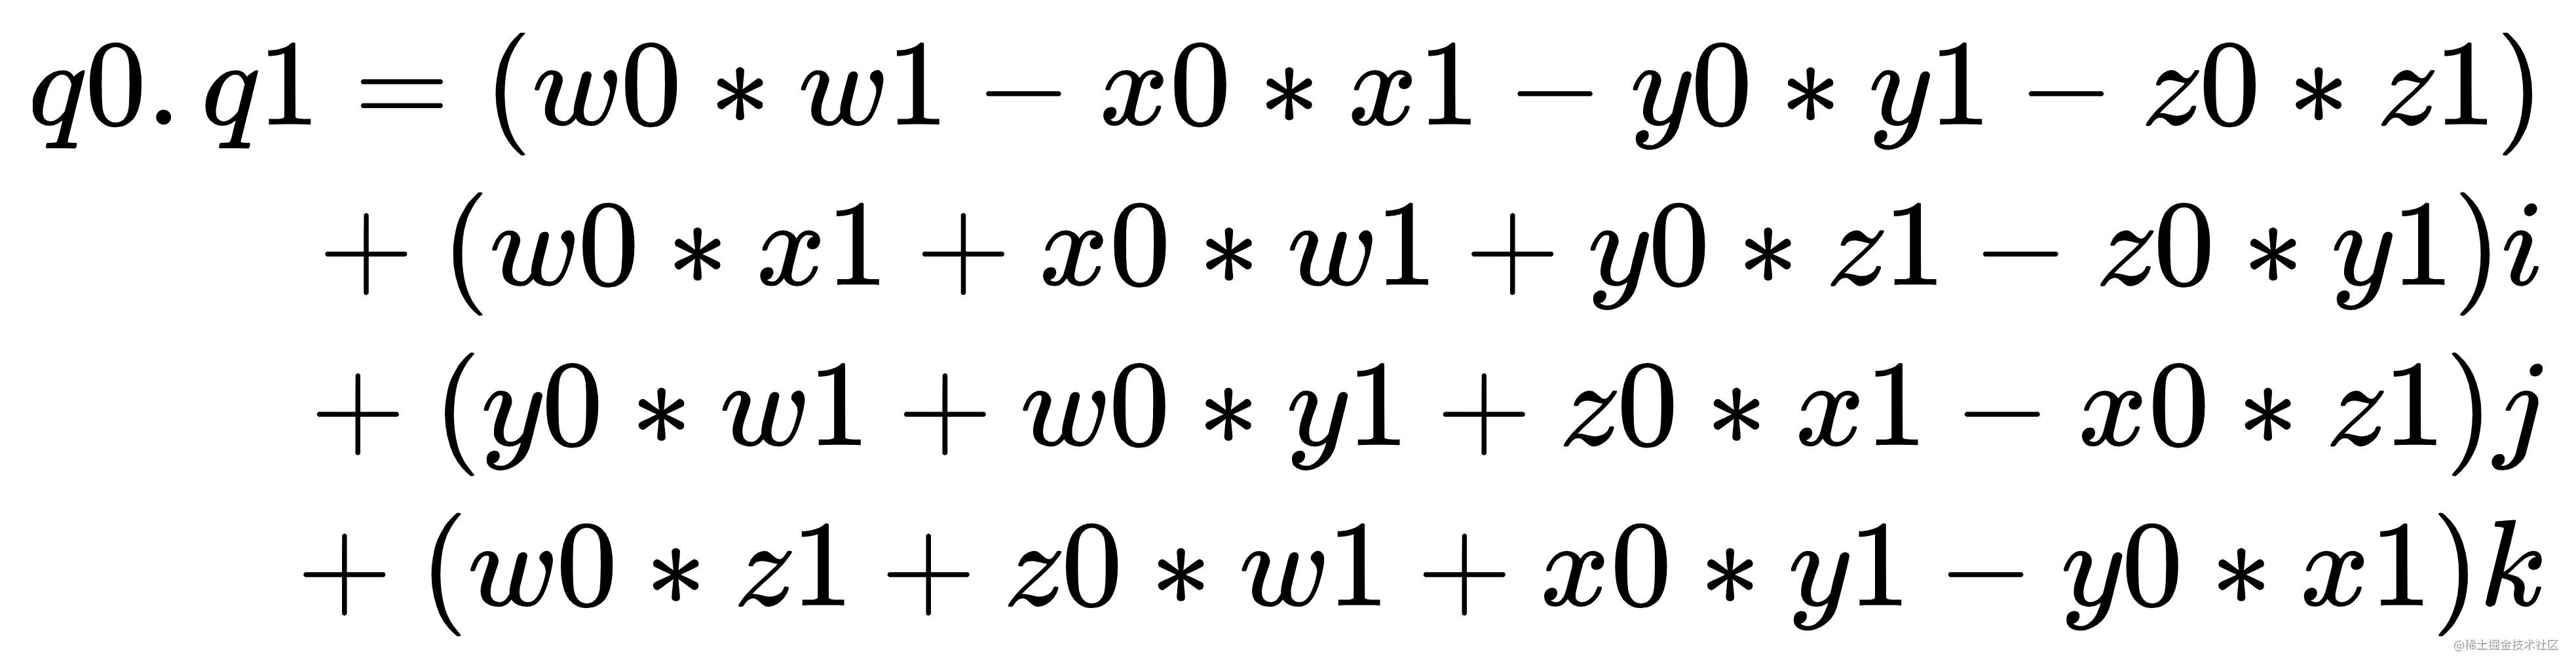 q0.q1 = (w0 * w1 − x0 * x1 − y0 * y1 − z0 * z1)
+ (w0 * x1 + x0 * w1 + y0 * z1 − z0 * y1)i
+ (y0 * w1 + w0 * y1 + z0 * x1 − x0 * z1)j
+ (w0 * z1 + z0 * w1 + x0 * y1 − y0 * x1)k
@稀土掘金技术社区